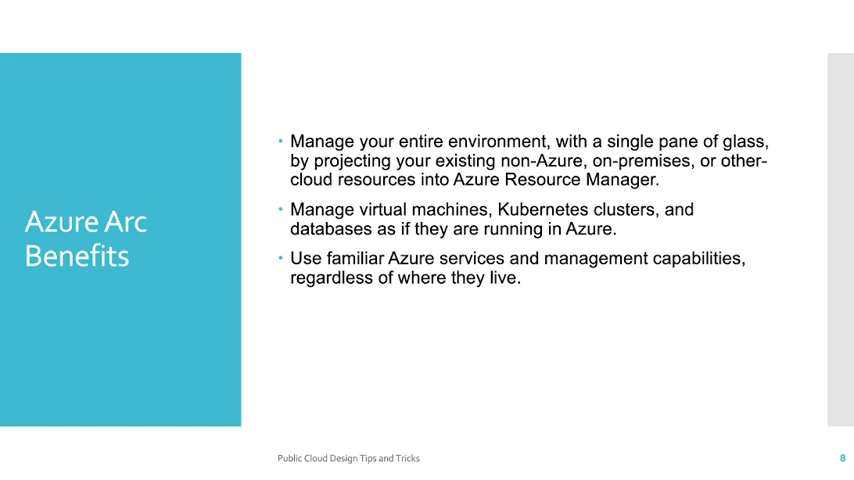 Azure Arc
Benefits
• Manage your entire environment, with a single pane of glass,
by projecting your existing non-Azure, on-premises, or other-
cloud resources into Azure Resource Manager.
• Manage virtual machines, Kubernetes clusters, and
databases as if they are running in Azure.
• Use familiar Azure services and management capabilities,
regardless of where they live.
Public Cloud Design Tips and Tricks
8